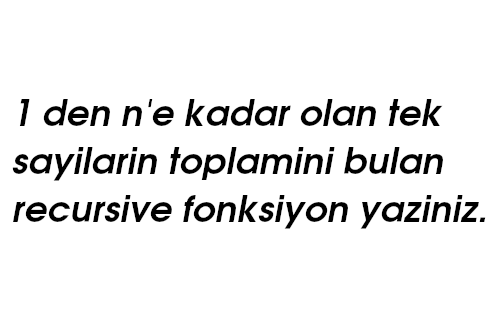 1 den n'e kadar olan tek
sayilarin toplamini bulan
recursive fonksiyon yaziniz.